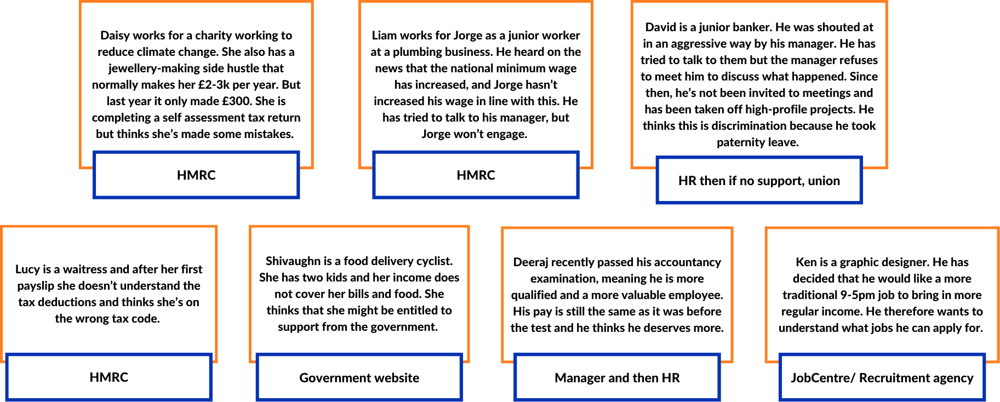 Daisy works for a charity working to
reduce climate change. She also has a
jewellery-making side hustle that
normally makes her £2-3k per year. But
last year it only made £300. She is
completing a self assessment tax return
but thinks she's made some mistakes.
HMRC
Liam works for Jorge as a junior worker
at a plumbing business. He heard on the
news that the national minimum wage
has increased, and Jorge hasn't
increased his wage in line with this. He
has tried to talk to his manager, but
Jorge won't engage.
HMRC
David is a junior banker. He was shouted at
in an aggressive way by his manager. He has
tried to talk to them but the manager refuses
to meet him to discuss what happened. Since
then, he's not been invited to meetings and
has been taken off high-profile projects. He
thinks this is discrimination because he took
paternity leave.
HR then if no support, union
Lucy is a waitress and after her first
payslip she doesn't understand the
tax deductions and thinks she's on
the wrong tax code.
HMRC
Shivaughn is a food delivery cyclist.
She has two kids and her income does
not cover her bills and food. She
thinks that she might be entitled to
support from the government.
Government website
Deeraj recently passed his accountancy
examination, meaning he is more
qualified and a more valuable employee.
His pay is still the same as it was before
the test and he thinks he deserves more.
Manager and then HR
Ken is a graphic designer. He has
decided that he would like a more
traditional 9-5pm job to bring in more
regular income. He therefore wants to
understand what jobs he can apply for.
JobCentre/ Recruitment agency